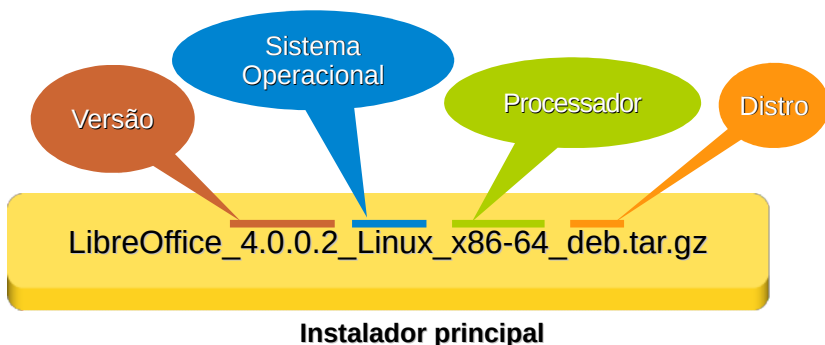 Sistema
Operacional
Versão
Processador
Distro
LibreOffice_4.0.0.2_Linux_x86-64_deb.tar.gz
Instalador principal